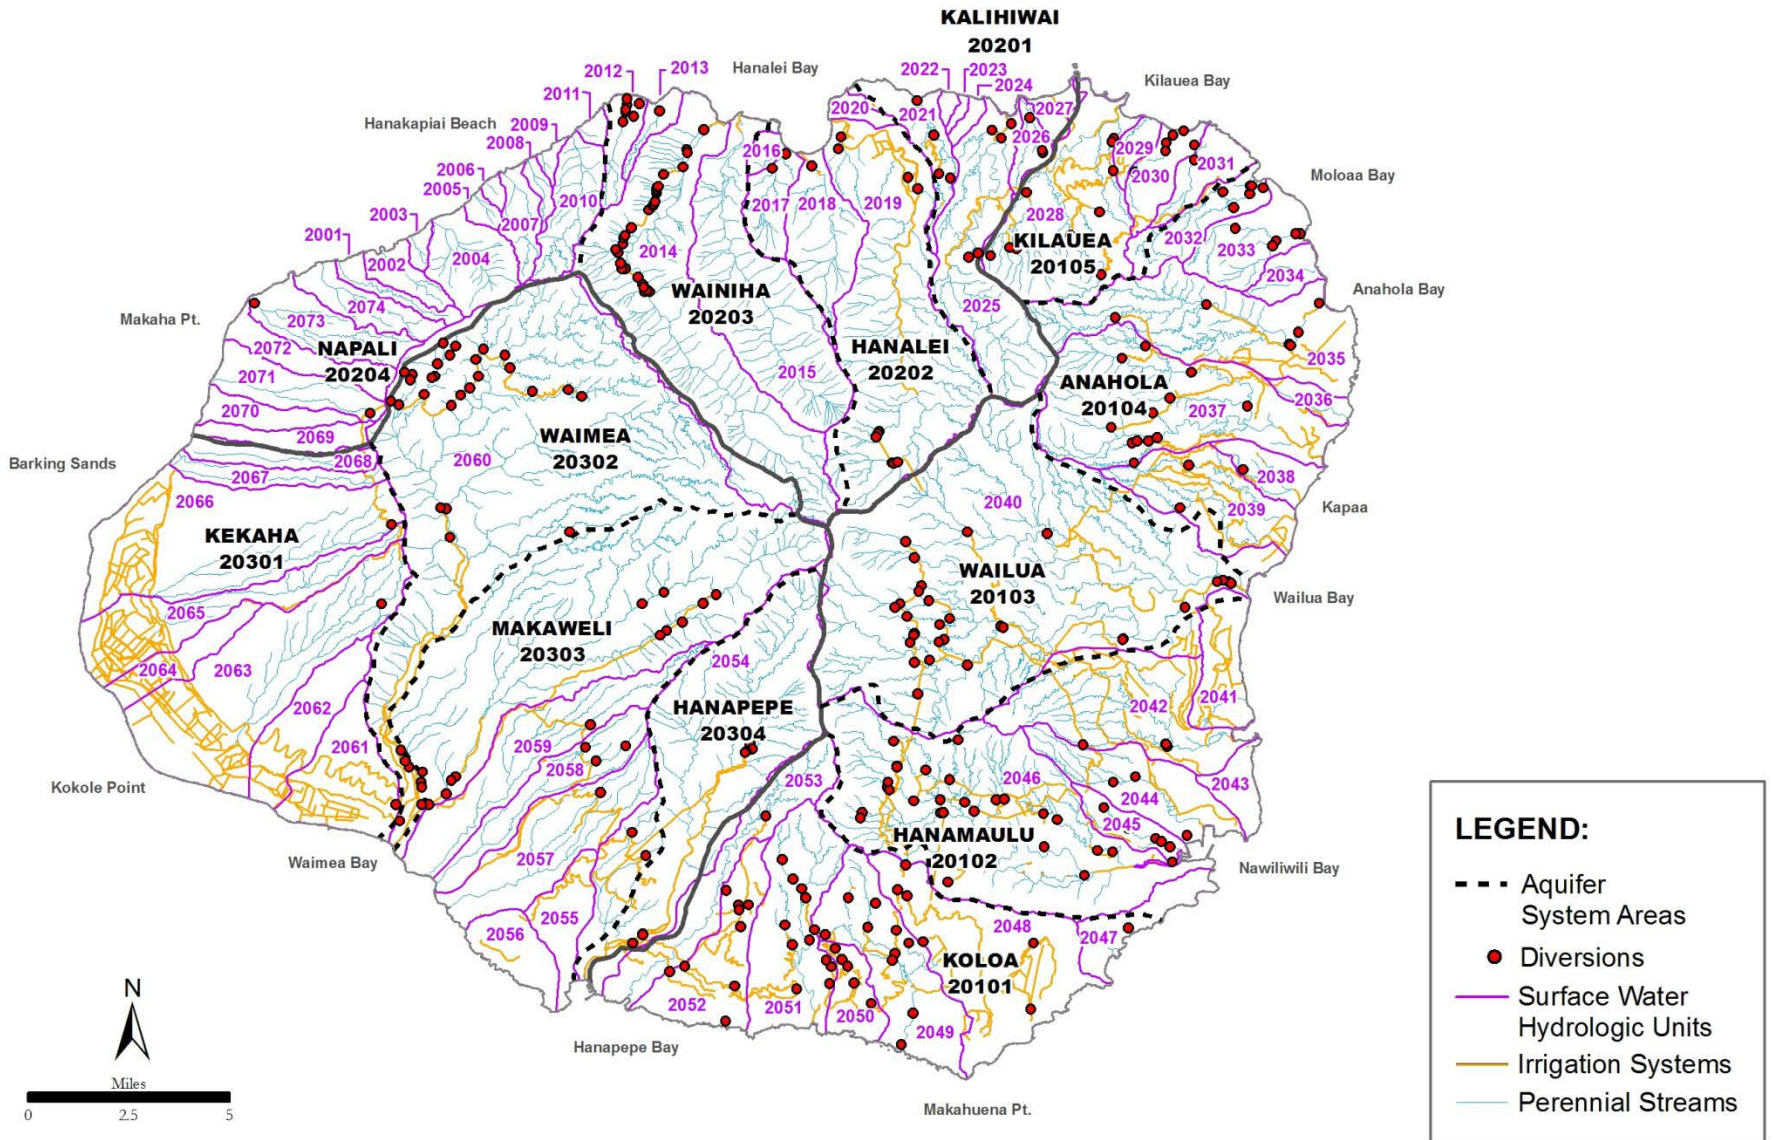 KALIHIWAI
20201
Hanalei Bay
Kilauea Bay
2012
2013
2022
2023
2024
2011
2020
2021
2027
Hanakapiai Beach
2009
2008
2026
2029
2016
2031
2006
2005
2010
2007
2017
2018
2019
2030
Moloaa Bay
2003
2001
2002
2004
2014
2028
KILAUEA
20105
2032
2033
2034
WAINIHA
20203
2025
Anahola Bay
Makaha Pt.
2074
2073
2072
2071
2070
2069
NAPALI
20204
2015
HANALEI
20202
ANAHOLA
20104
2035
2036
2037
WAIMEA
20302
Barking Sands
2068
2067
2066
2060
2038
2039
2040
Kapaa
KEKAHA
20301
WAILUA
20103
Wailua Bay
2065
2064
2063
2062
2061
MAKAWELI
20303
2054
2041
2042
HANAPEPE
20304
2059
2058
2053
2046
2043
2044
2045
Kokole Point
Waimea Bay
2057
HANAMAULU
20102
Nawiliwili Bay
2056
2055
2048
2047
KOLOA
20101
2052
2051
2050
2049
Hanapepe Bay
Makahuena Pt.
N
Miles
0
2.5
5
LEGEND:
Aquifer
System Areas
Diversions
Surface Water
Hydrologic Units
Irrigation Systems
Perennial Streams